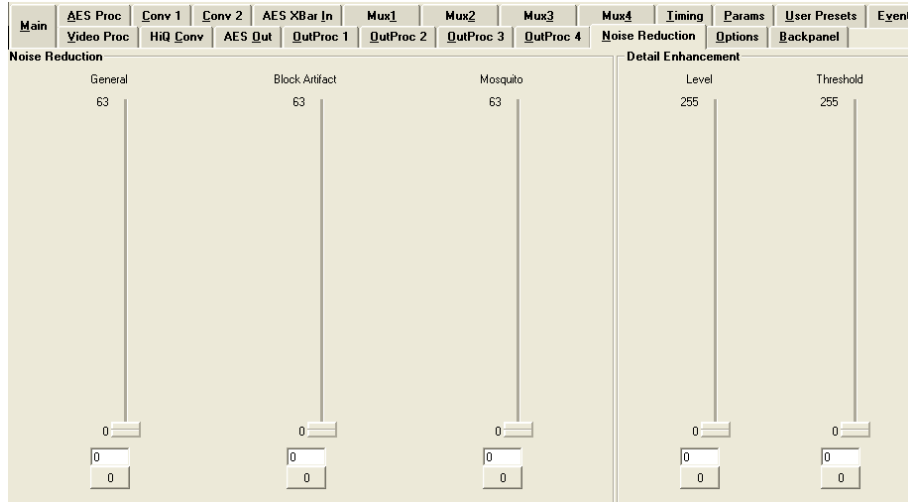 Main AES Proc Conv 1 Conv 2 AES XBar In Mux1 Mux2 Mux3 Mux4 Timing Params User Presets Event
Video Proc HiQ Conv AES Out OutProc 1 OutProc 2 OutProc 3 OutProc 4 Noise Reduction Options Backpanel
Noise Reduction Detail Enhancement
General Block Artifact Mosquito Level Threshold
63 63 63 255 255
0 0 0 0 0
0 0 0 0 0
0 0 0 0 0